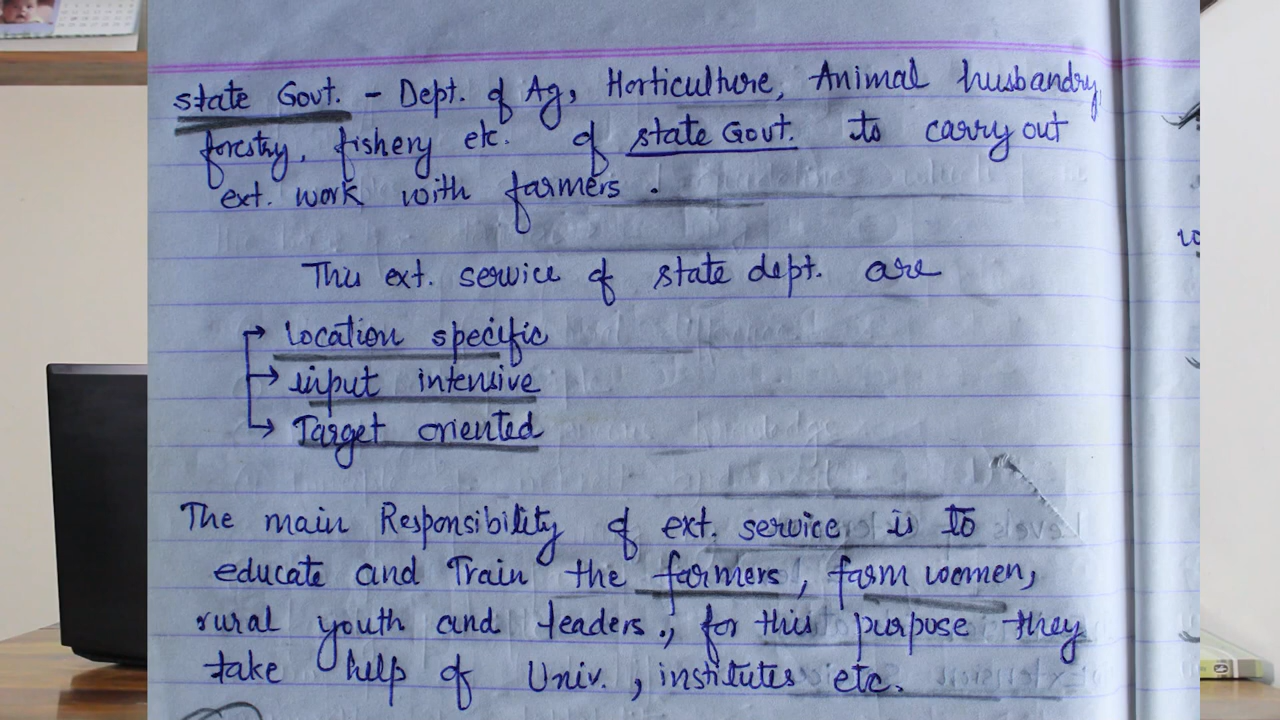 state Govt. - Dept. of Ag, Horticulture, Animal husbandry,
forestry, fishery etc. of state Govt. to carry out
ext. work with farmers.
This ext. service of state dept. are
→ Location specific
→ input intensive
→ Target oriented
The main Responsibility of ext. service is to
educate and Train the farmers, farm women,
rural youth and leaders., for this purpose they
take help of Univ., institutes etc.